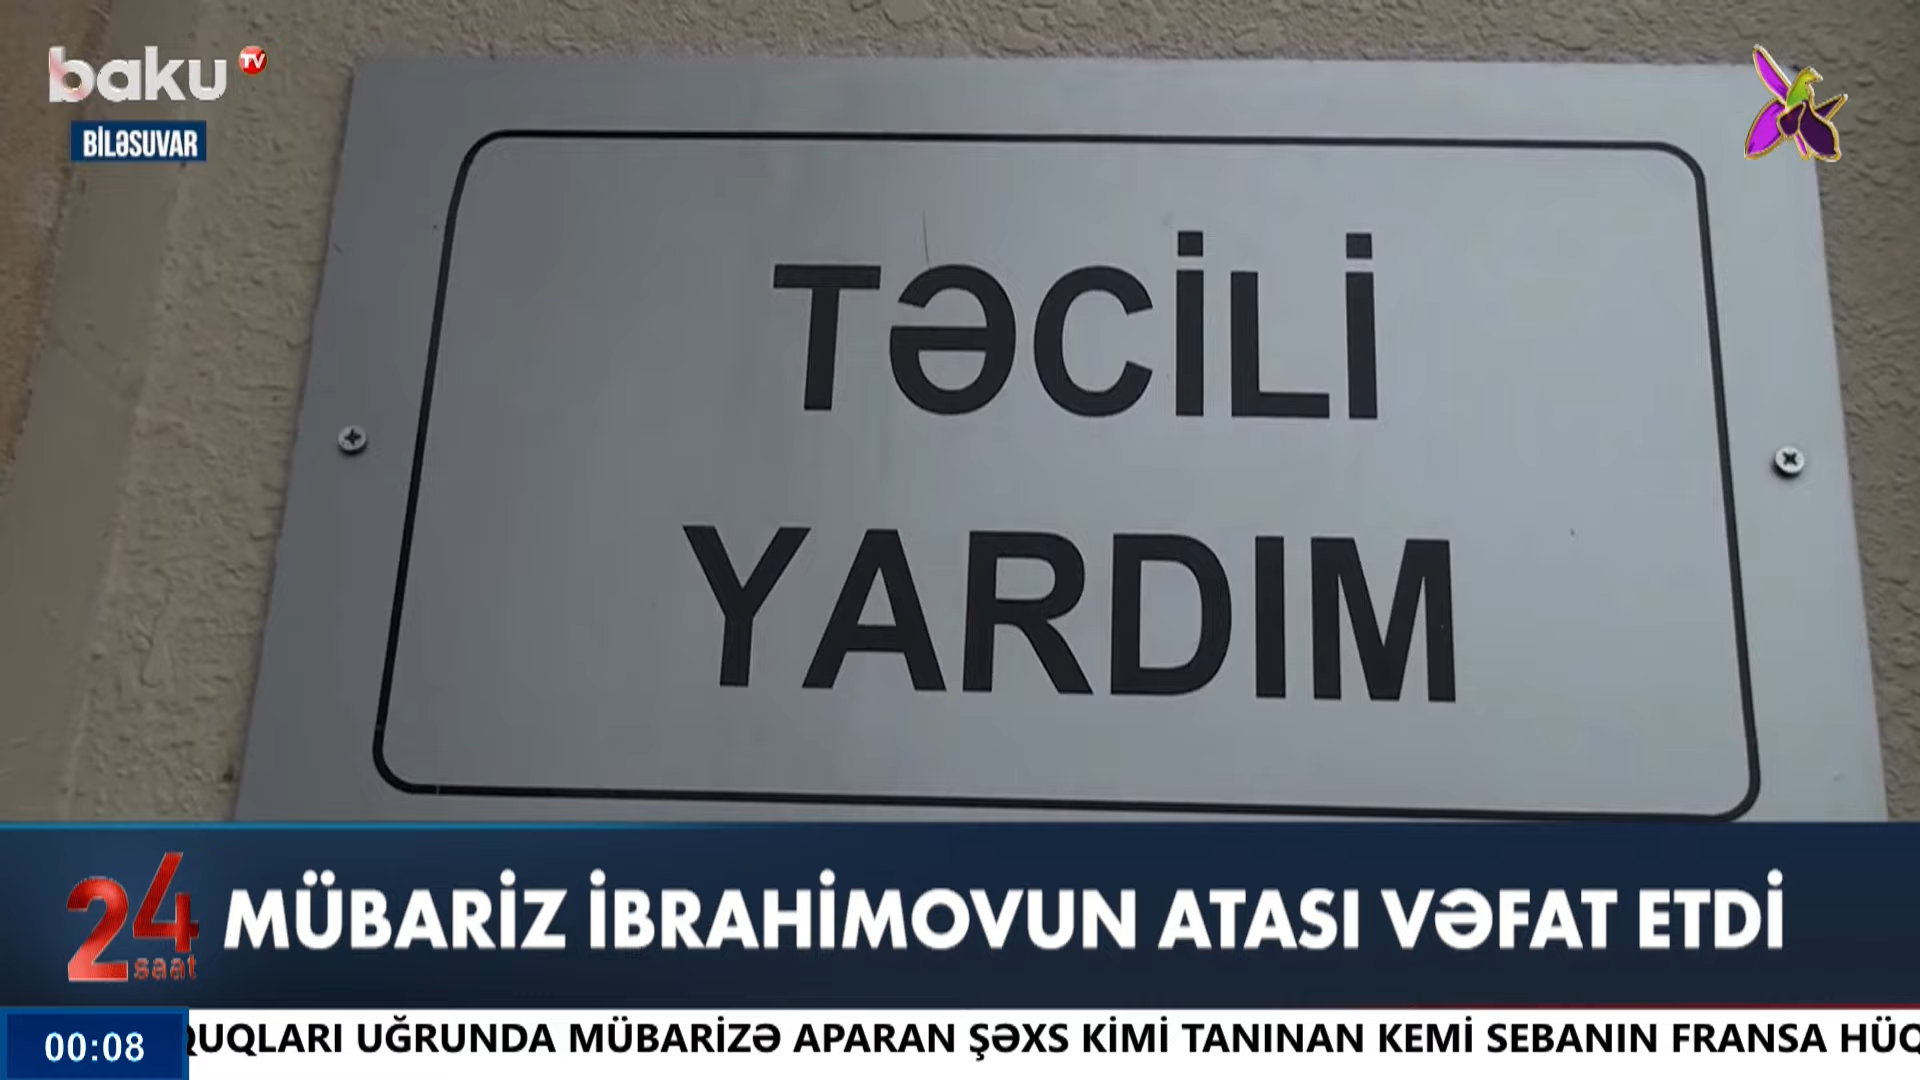 baku TV
BİLƏSUVAR
TƏCİLİ
YARDIM
24 saat
MÜBARİZ İBRAHİMOVUN ATASI VƏFAT ETDİ
00:08
QUQLARI UĞRUNDA MÜBARİZƏ APARAN ŞƏXS KİMİ TANINAN KEMİ SEBANIN FRANSA HÜQ